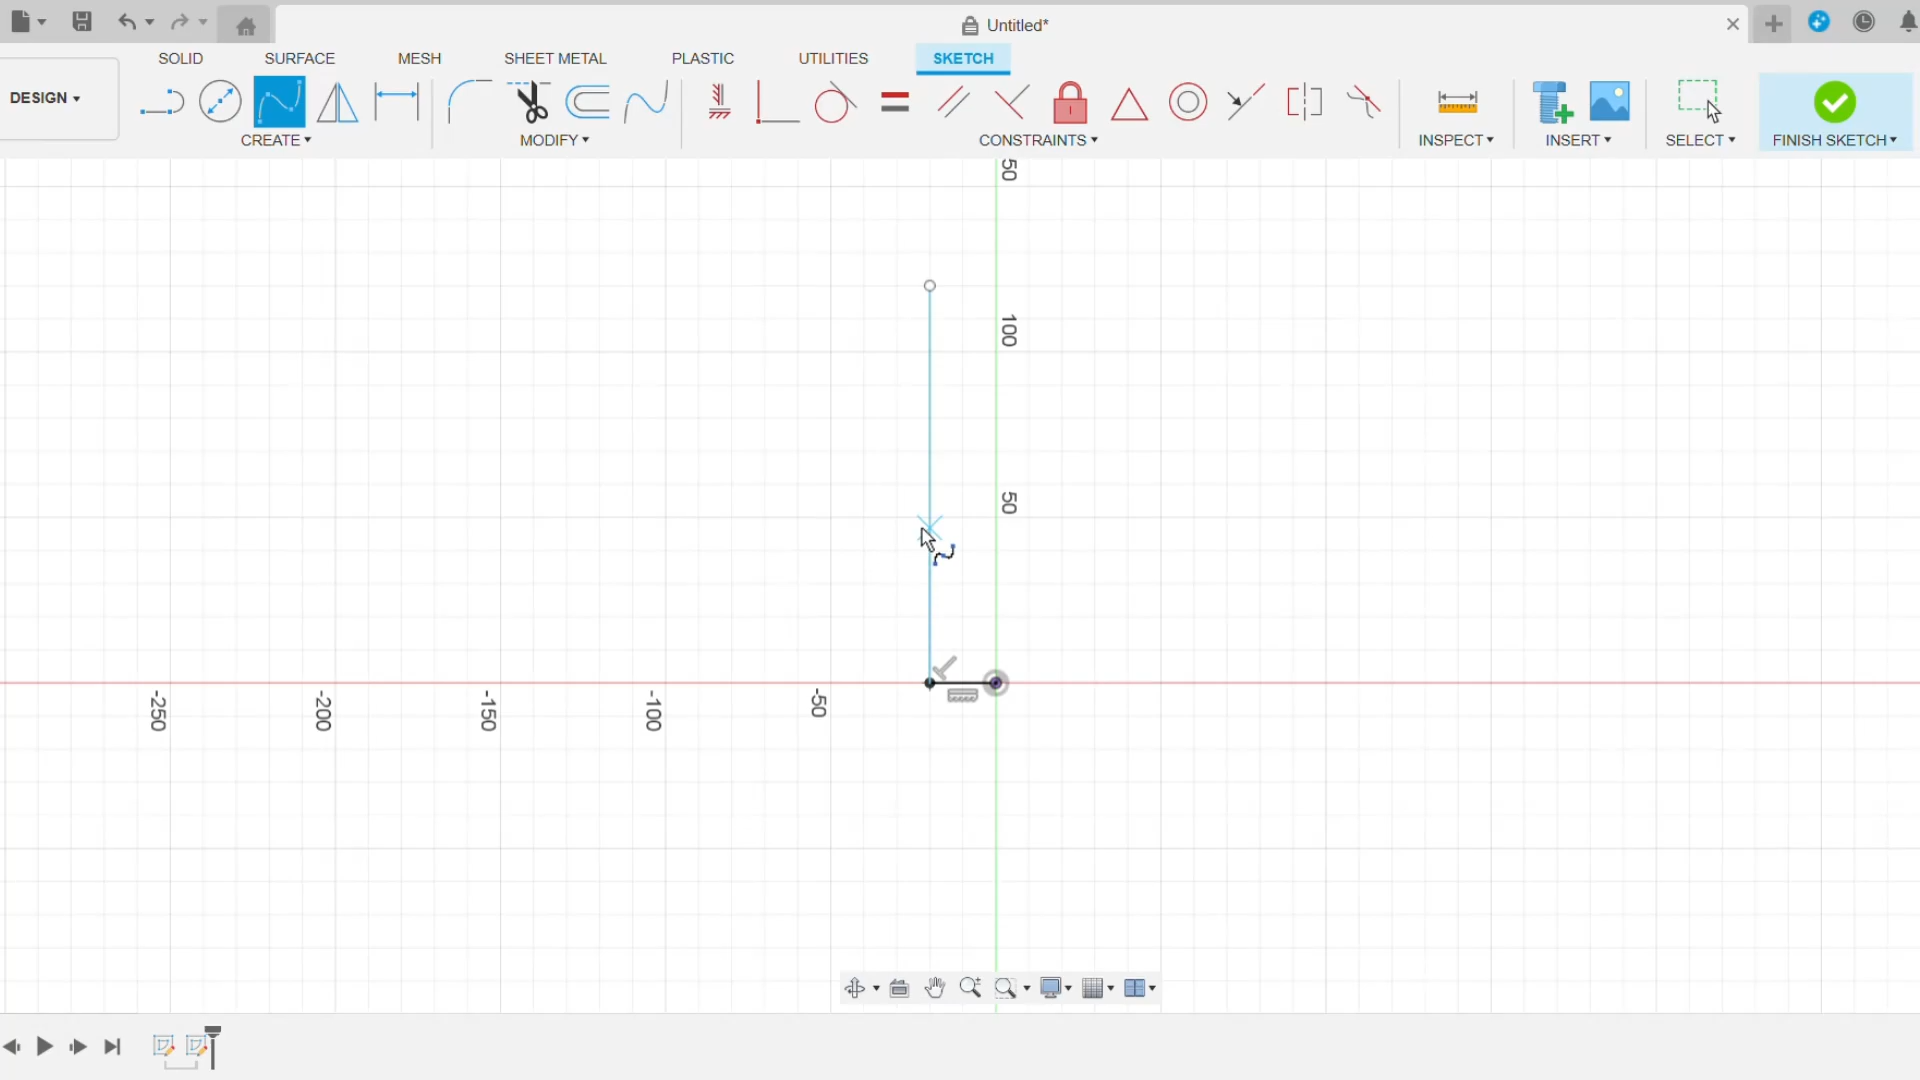 Untitled*
SOLID SURFACE MESH SHEET METAL PLASTIC UTILITIES SKETCH
DESIGN
CREATE MODIFY CONSTRAINTS INSPECT INSERT SELECT FINISH SKETCH
50
100
50
-250 -200 -150 -100 -50